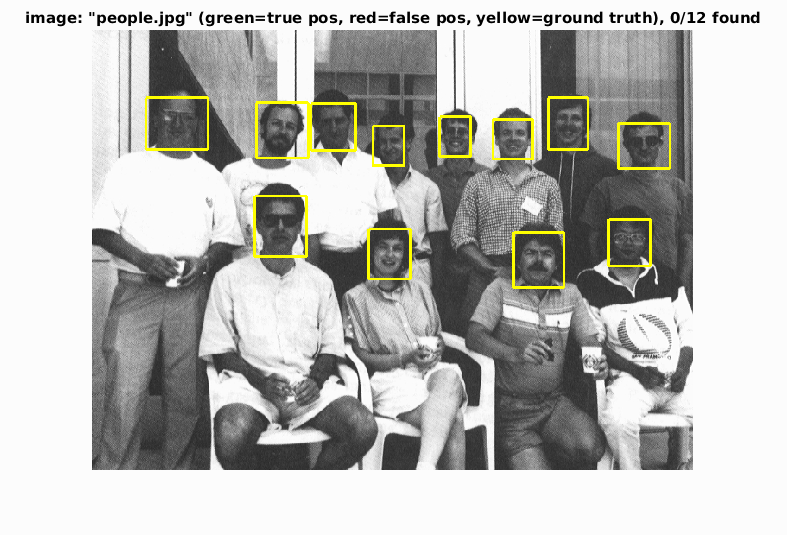 image: "people.jpg" (green=true pos, red=false pos, yellow=ground truth), 0/12 found